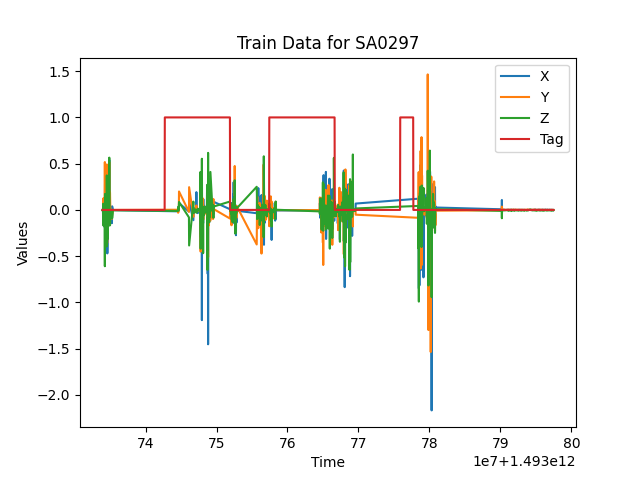 Train Data for SA0297
X
Y
Z
Tag
1.5
1.0
0.5
0.0
−0.5
−1.0
−1.5
−2.0
Values
74 75 76 77 78 79 80
Time
1e7+1.493e12